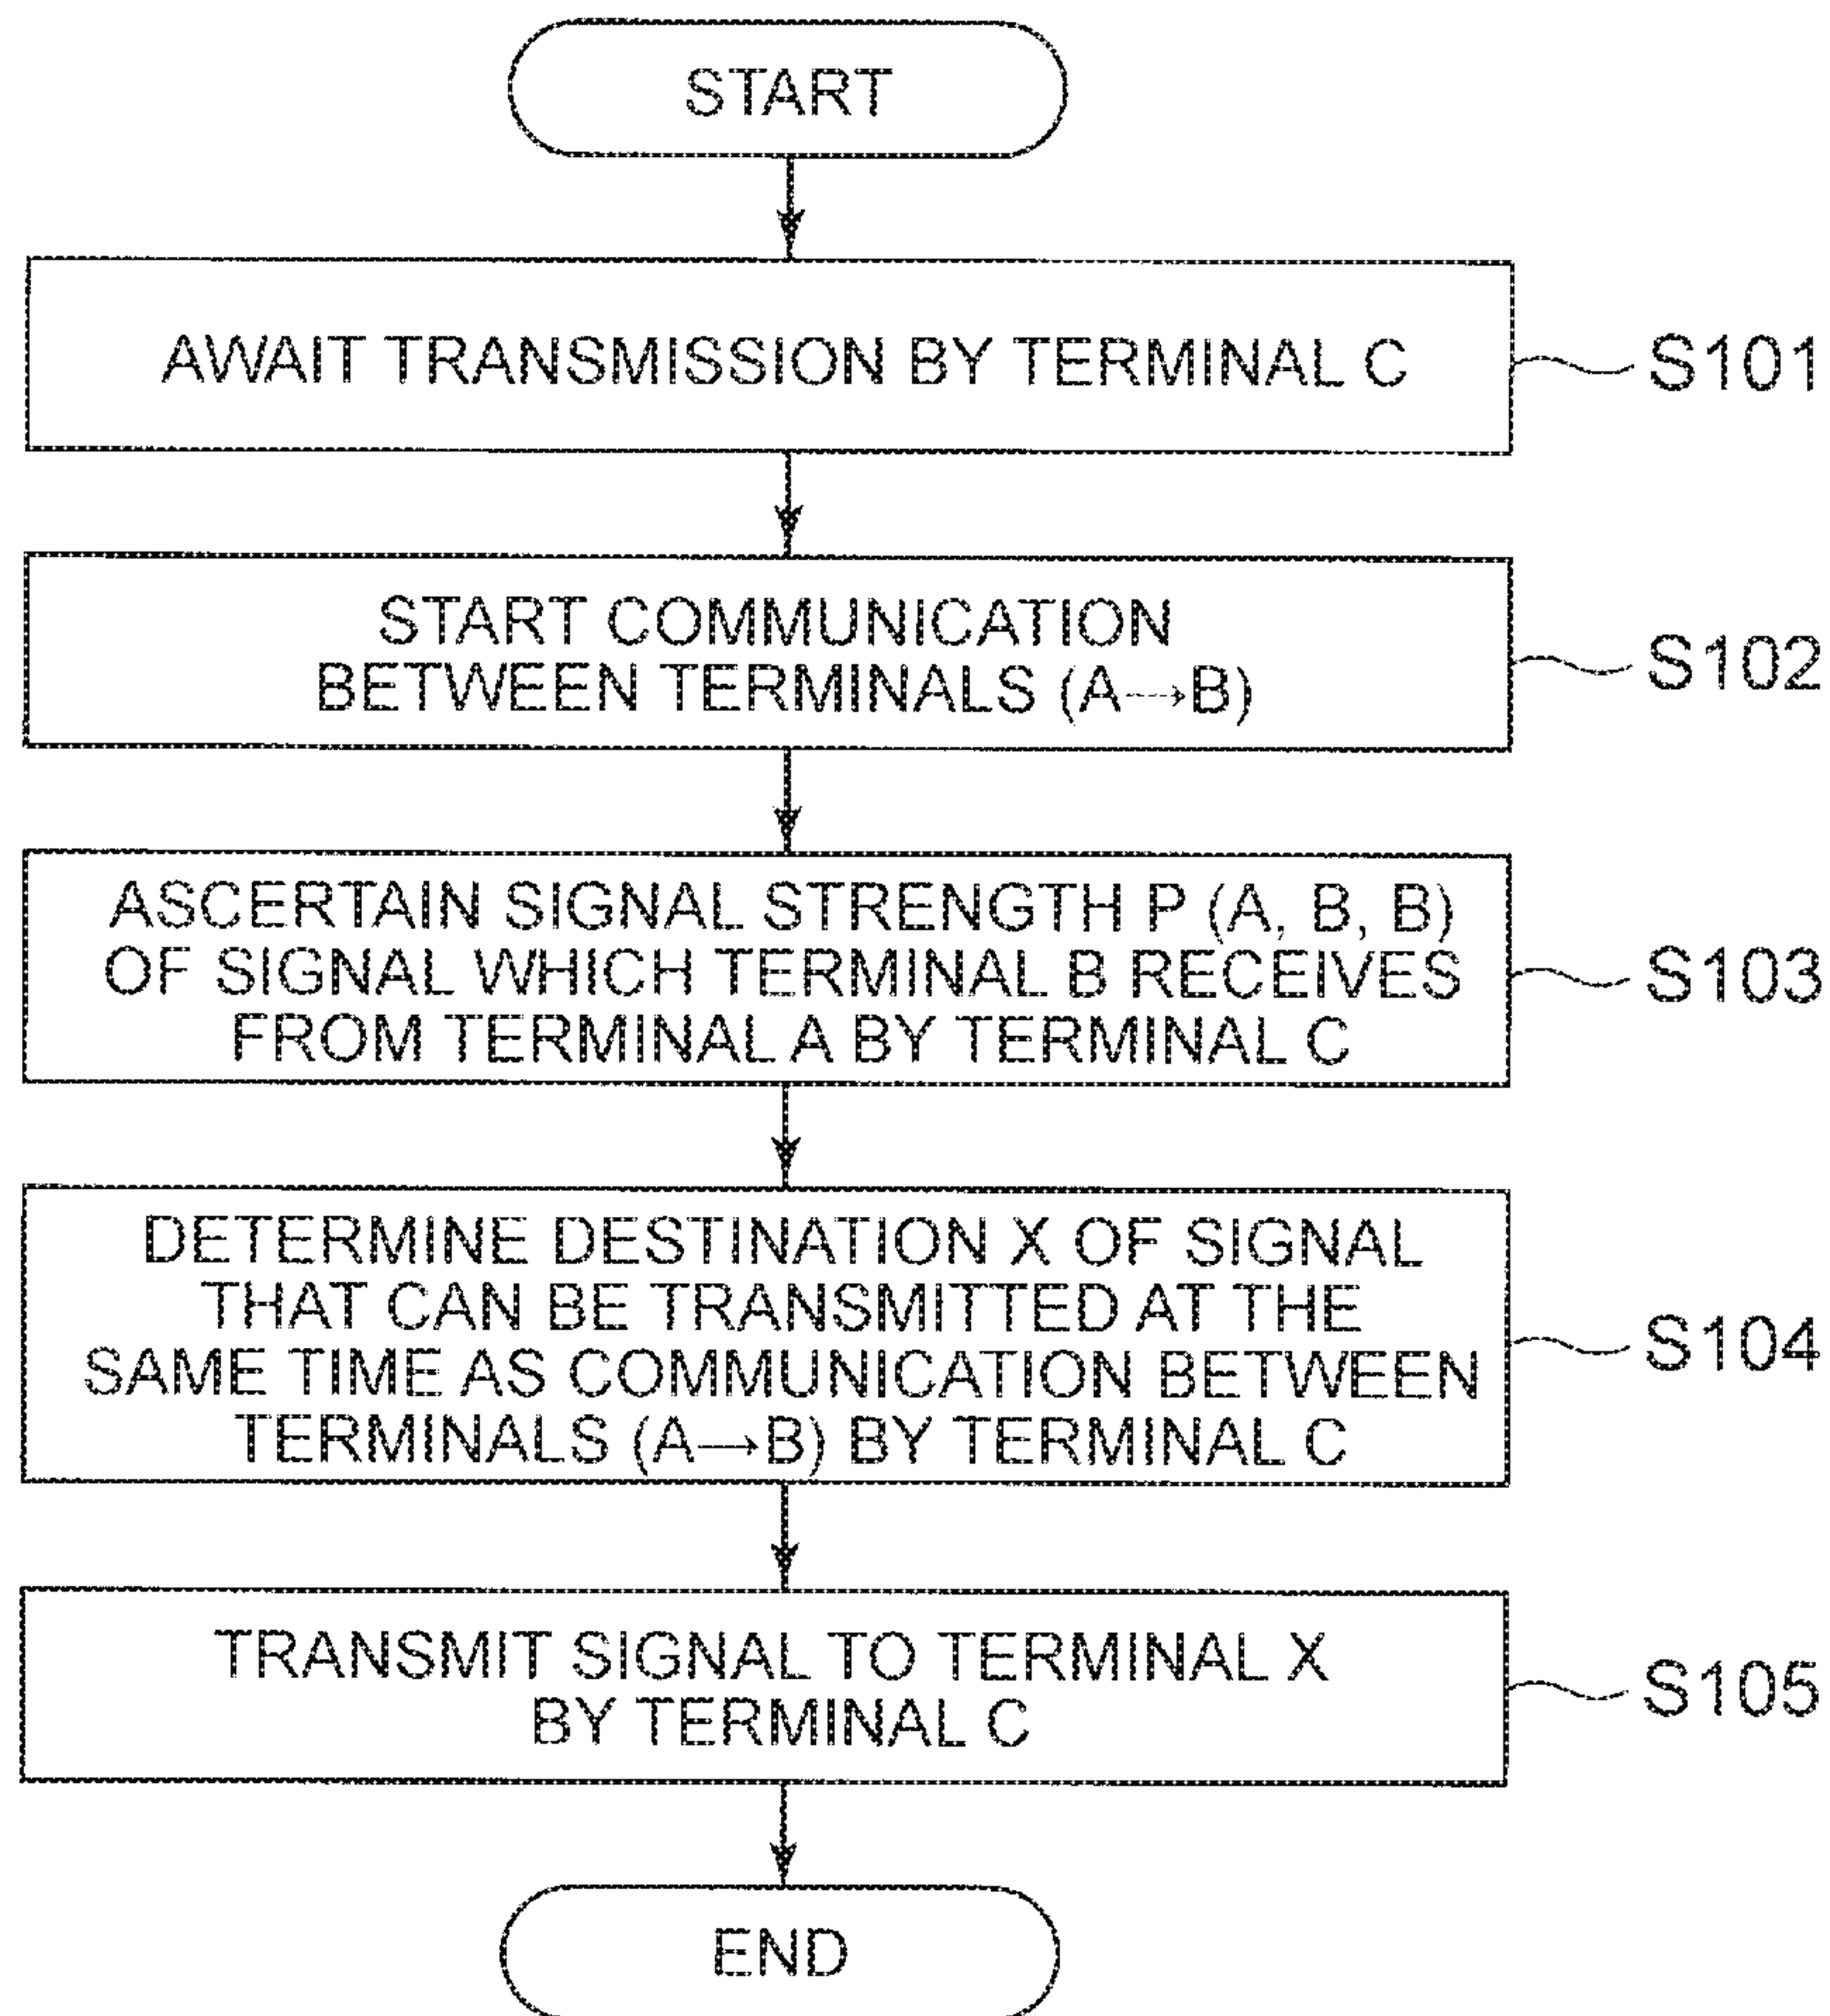 START
AWAIT TRANSMISSION BY TERMINAL C
S101
START COMMUNICATION
BETWEEN TERMINALS (A→B)
S102
ASCERTAIN SIGNAL STRENGTH P (A, B, B)
OF SIGNAL WHICH TERMINAL B RECEIVES
FROM TERMINAL A BY TERMINAL C
S103
DETERMINE DESTINATION X OF SIGNAL
THAT CAN BE TRANSMITTED AT THE
SAME TIME AS COMMUNICATION BETWEEN
TERMINALS (A→B) BY TERMINAL C
S104
TRANSMIT SIGNAL TO TERMINAL X
BY TERMINAL C
S105
END